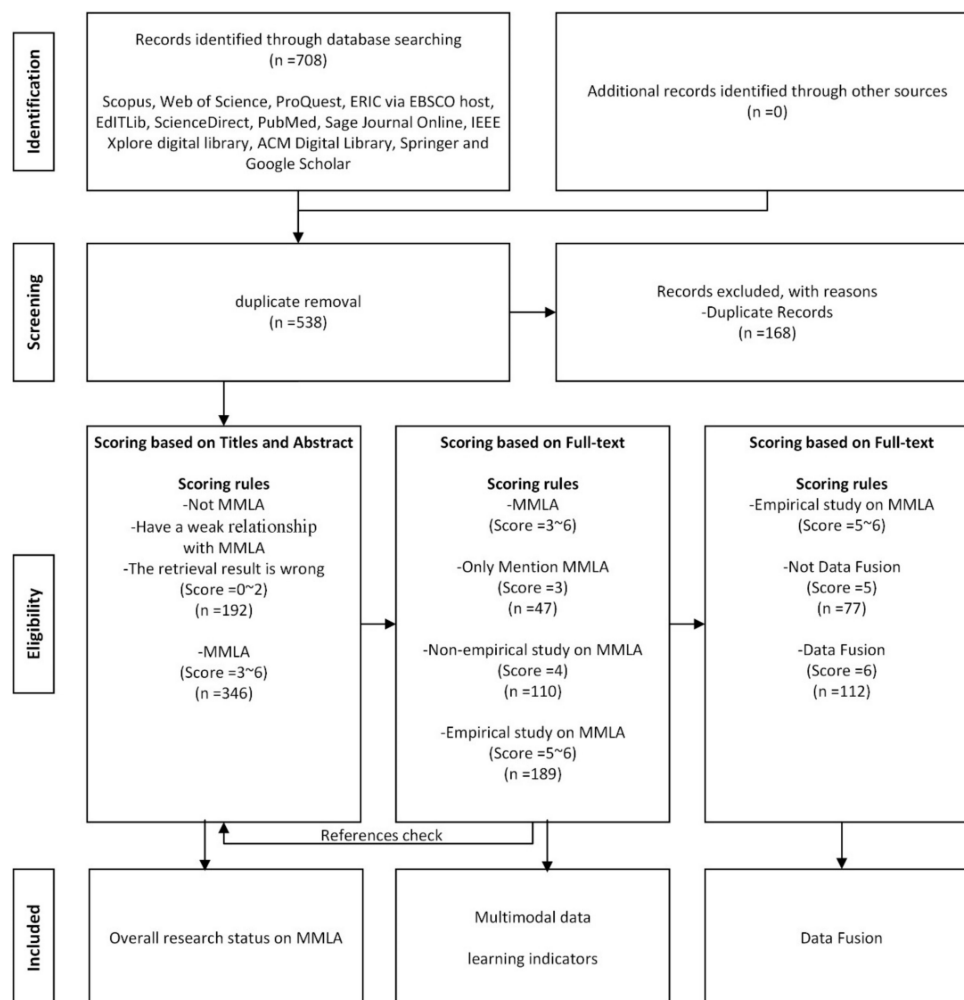 Identification
Records identified through database searching
(n =708)
Scopus, Web of Science, ProQuest, ERIC via EBSCO host,
EdITLib, ScienceDirect, PubMed, Sage Journal Online, IEEE
Xplore digital library, ACM Digital Library, Springer and
Google Scholar
Additional records identified through other sources
(n =0)
Screening
duplicate removal
(n =538)
Records excluded, with reasons
-Duplicate Records
(n =168)
Eligibility
Scoring based on Titles and Abstract
Scoring rules
-Not MMLA
-Have a weak relationship
with MMLA
-The retrieval result is wrong
(Score =0~2)
(n =192)
-MMLA
(Score =3~6)
(n =346)
Scoring based on Full-text
Scoring rules
-MMLA
(Score =3~6)
-Only Mention MMLA
(Score =3)
(n =47)
-Non-empirical study on MMLA
(Score =4)
(n =110)
-Empirical study on MMLA
(Score =5~6)
(n =189)
Scoring based on Full-text
Scoring rules
-Empirical study on MMLA
(Score =5~6)
-Not Data Fusion
(Score =5)
(n =77)
-Data Fusion
(Score =6)
(n =112)
References check
Included
Overall research status on MMLA
Multimodal data
learning indicators
Data Fusion